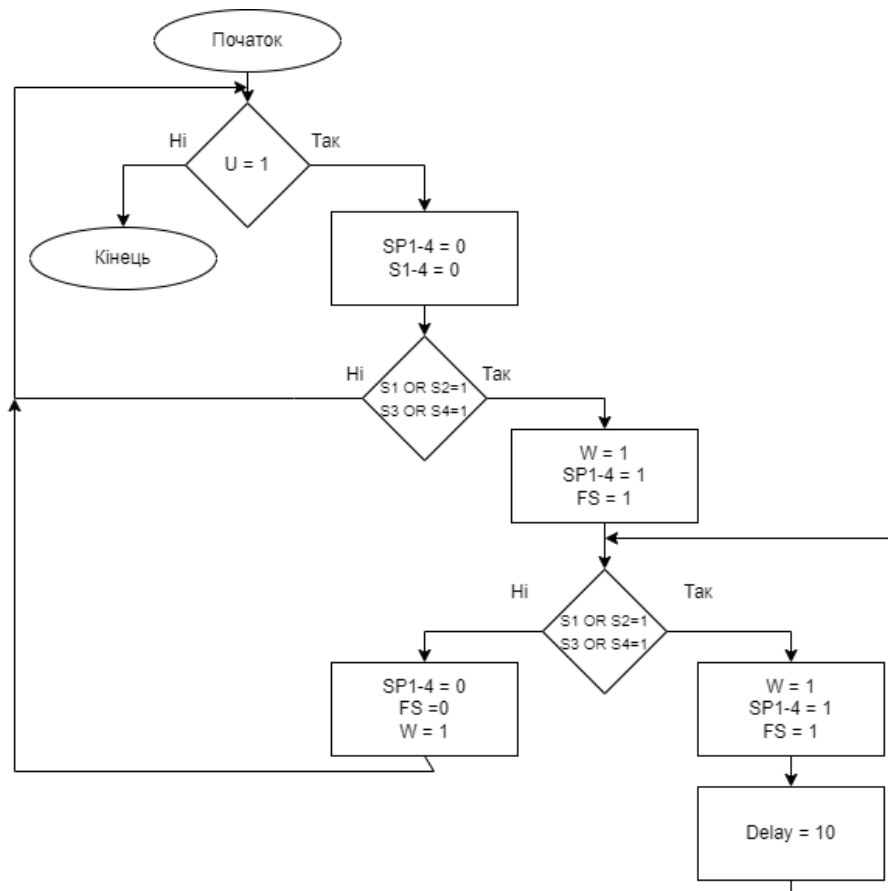 Початок
Ні
Так
U = 1
Кінець
SP1-4 = 0
S1-4 = 0
Ні
Так
S1 OR S2=1
S3 OR S4=1
W = 1
SP1-4 = 1
FS = 1
Ні
Так
S1 OR S2=1
S3 OR S4=1
SP1-4 = 0
FS =0
W = 1
W = 1
SP1-4 = 1
FS = 1
Delay = 10